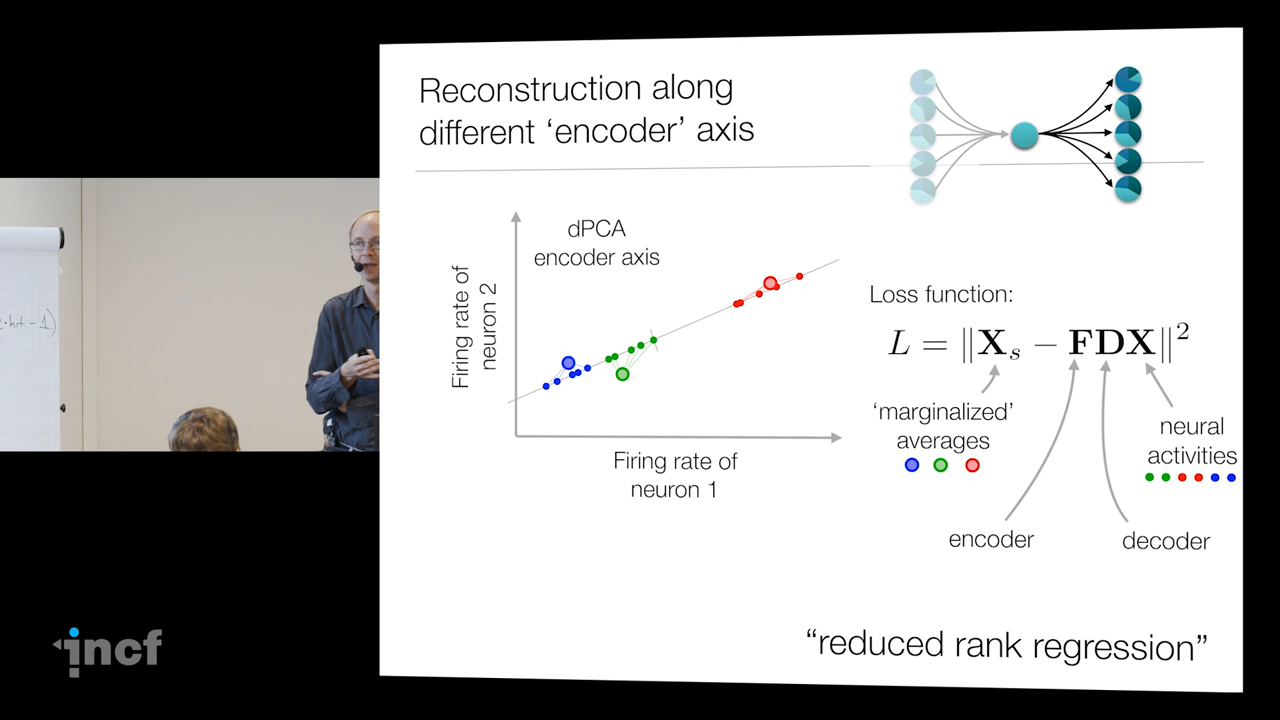 Reconstruction along
different ‘encoder’ axis
dPCA
encoder axis
Firing rate of
neuron 2
Firing rate of
neuron 1
Loss function:
L = ‖X_s − FDX‖²
‘marginalized’
averages
neural
activities
encoder
decoder
“reduced rank regression”
incf